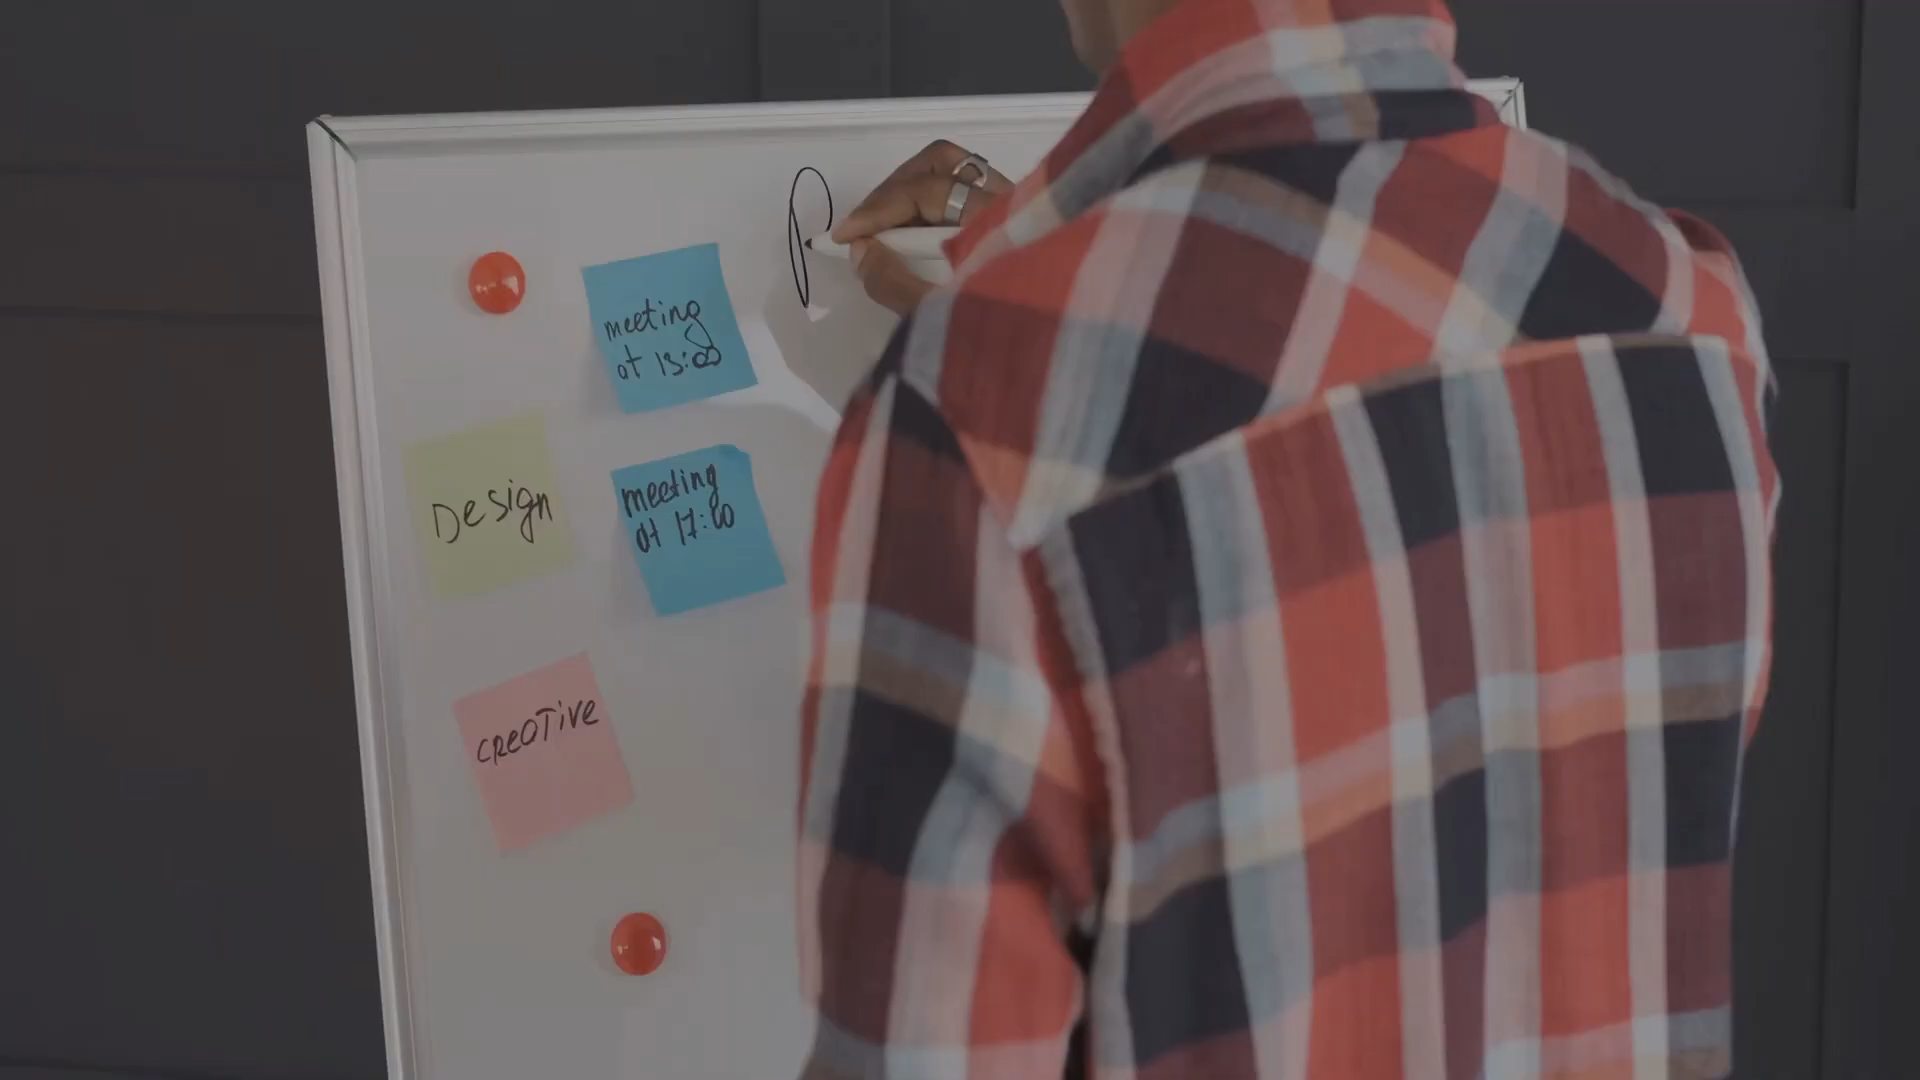 meeting
at 13:00
Design
meeting
at 17:00
creative